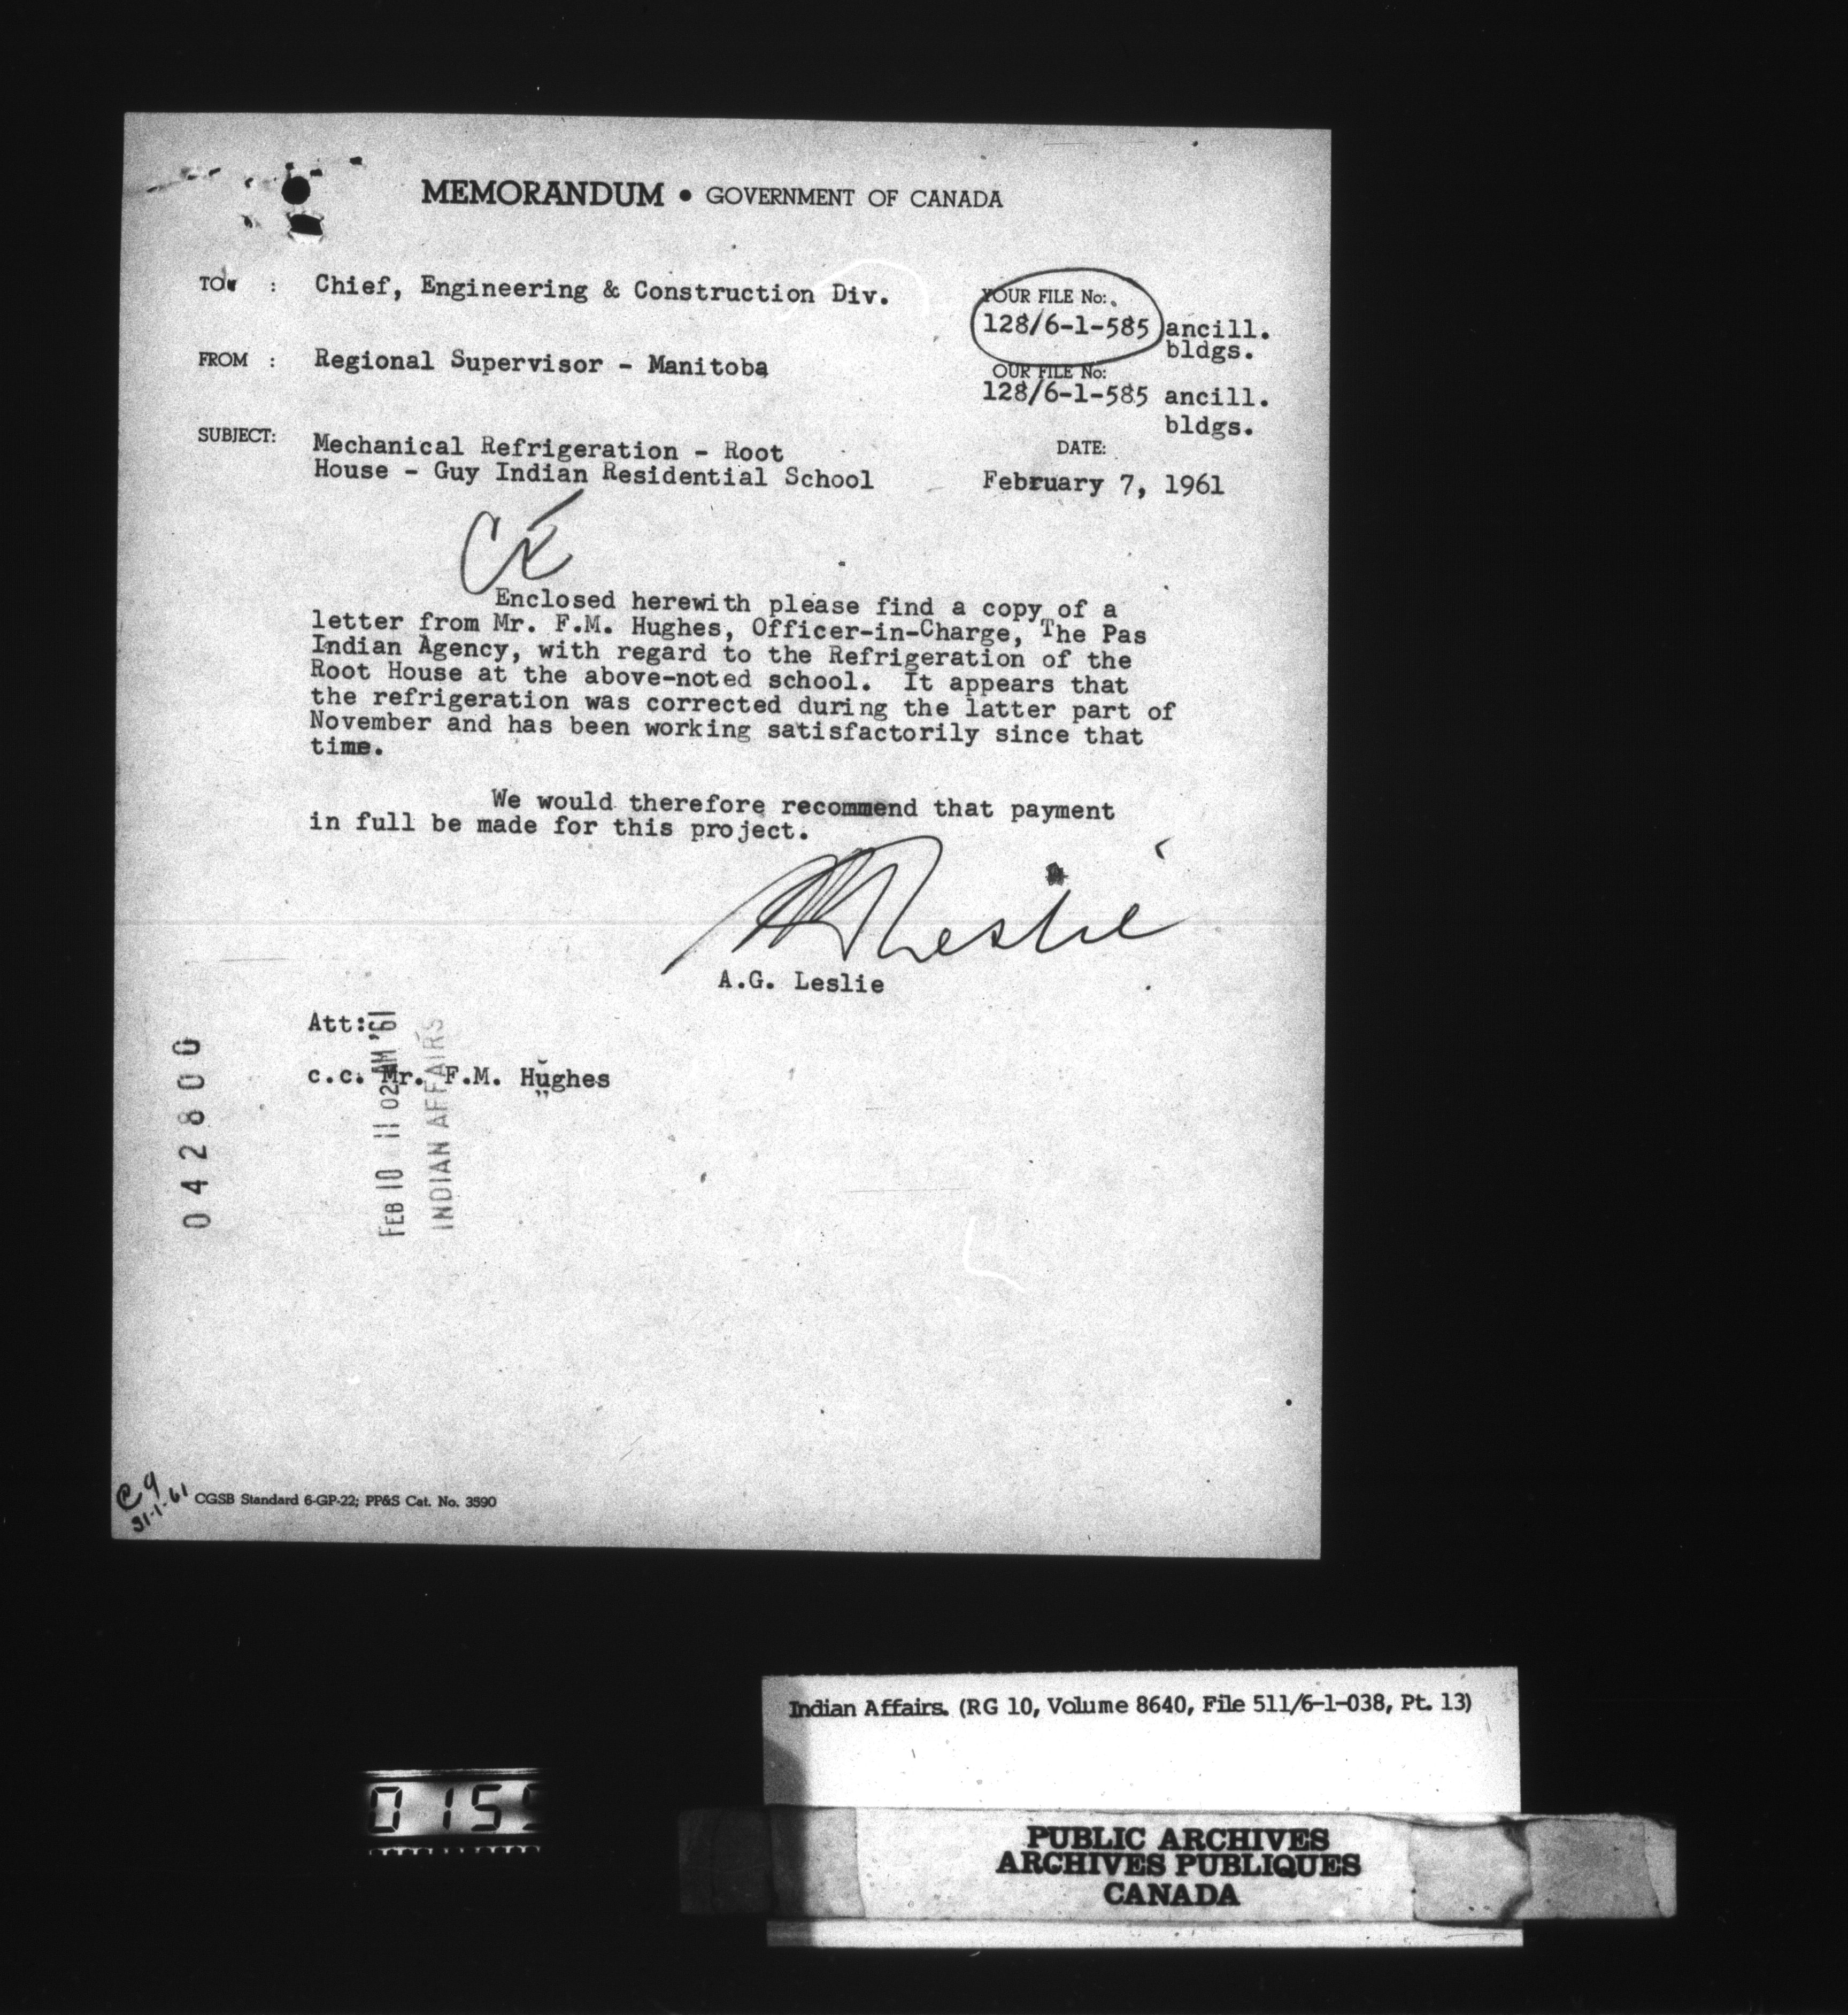 MEMORANDUM • GOVERNMENT OF CANADA
TO : Chief, Engineering & Construction Div.
YOUR FILE No:
128/6-1-585 ancill.
bldgs.
FROM : Regional Supervisor - Manitoba
OUR FILE No:
128/6-1-585 ancill.
bldgs.
SUBJECT: Mechanical Refrigeration - Root
House - Guy Indian Residential School
DATE:
February 7, 1961
CE
Enclosed herewith please find a copy of a
letter from Mr. F.M. Hughes, Officer-in-Charge, The Pas
Indian Agency, with regard to the Refrigeration of the
Root House at the above-noted school. It appears that
the refrigeration was corrected during the latter part of
November and has been working satisfactorily since that
time.
We would therefore recommend that payment
in full be made for this project.
A.G. Leslie
Att:
c.c. Mr. F.M. Hughes
042800
FEB 10 11 02 AM '61
INDIAN AFFAIRS
31-1-61
CGSB Standard 6-GP-22; PP&S Cat. No. 3590
Indian Affairs. (RG 10, Volume 8640, File 511/6-1-038, Pt. 13)
0155
PUBLIC ARCHIVES
ARCHIVES PUBLIQUES
CANADA